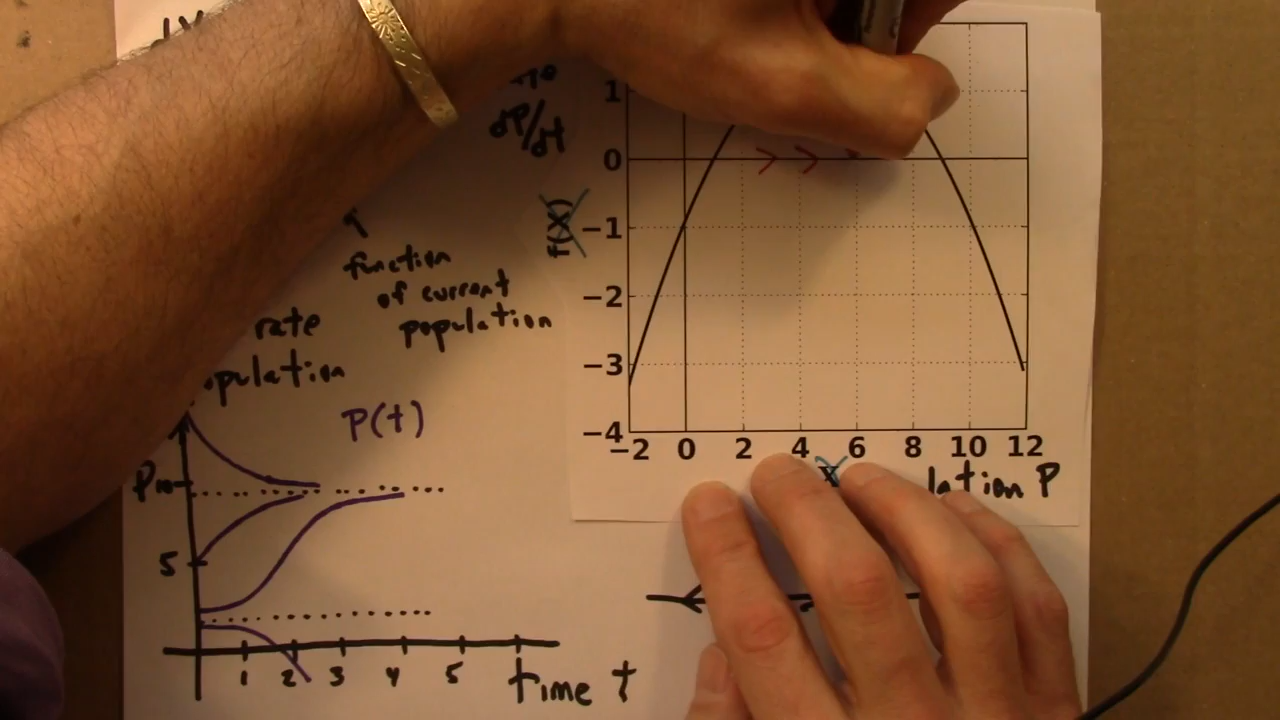 dP/dt
function
of current
rate
population
P(t)
P
10
5
1 2 3 4 5
time t
f(x)
1
0
−1
−2
−3
−4
−2 0 2 4 6 8 10 12
x
lation P